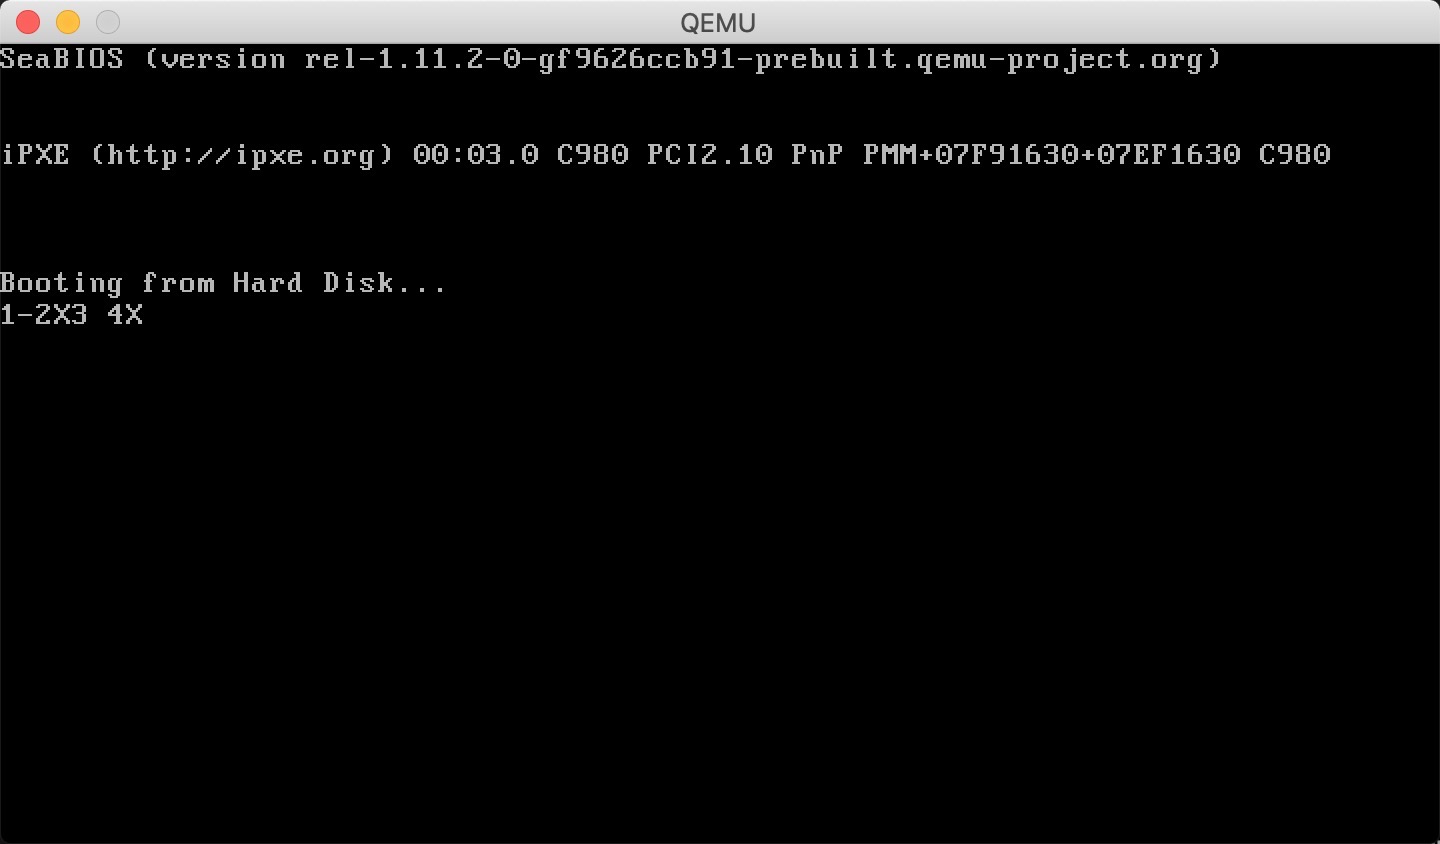 QEMU
SeaBIOS (version rel-1.11.2-0-gf9626ccb91-prebuilt.qemu-project.org)
iPXE (http://ipxe.org) 00:03.0 C980 PCI2.10 PnP PMM+07F91630+07EF1630 C980
Booting from Hard Disk...
1-2X3 4X